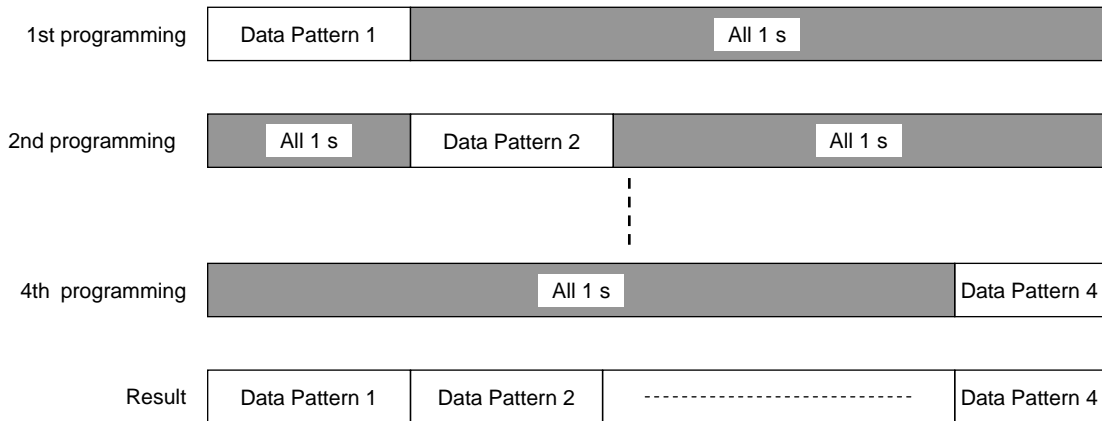 1st programming Data Pattern 1 All 1 s
2nd programming All 1 s Data Pattern 2 All 1 s
4th programming All 1 s Data Pattern 4
Result Data Pattern 1 Data Pattern 2 Data Pattern 4